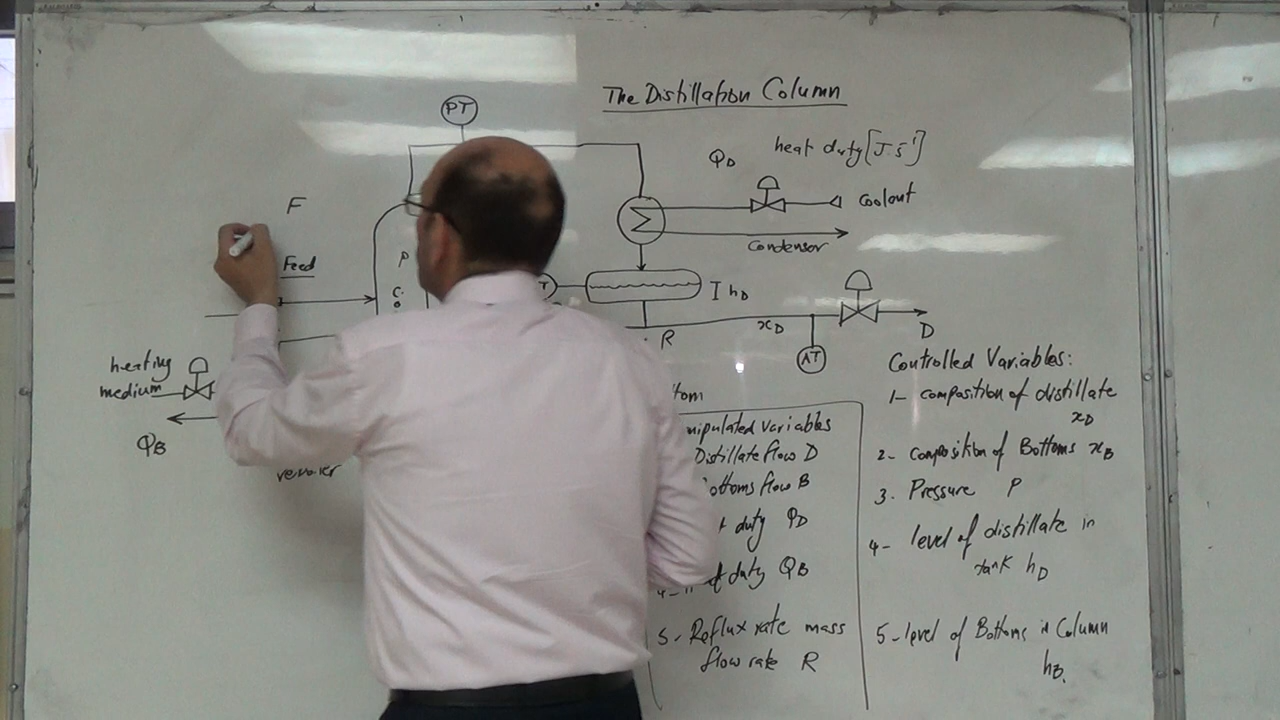 The Distillation Column
PT
QD heat duty [J.s⁻¹]
coolant
F
Condensor
Feed
P
C
o
T
I hD
xD
D
R
AT
heating
medium
QB
Controlled Variables:
1- composition of distillate
xD
2- composition of Bottoms xB
3. Pressure P
4- level of distillate in
tank hD
5- level of Bottoms in Column
hB.
Variables
Distillate flow D
flow B
duty QD
duty QB
5- Reflux rate mass
flow rate R